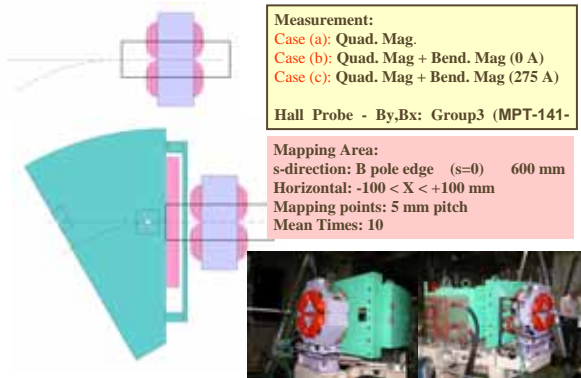 Measurement:
Case (a): Quad. Mag.
Case (b): Quad. Mag + Bend. Mag (0 A)
Case (c): Quad. Mag + Bend. Mag (275 A)
Hall Probe - By,Bx: Group3 (MPT-141-
Mapping Area:
s-direction: B pole edge (s=0) 600 mm
Horizontal: -100 < X < +100 mm
Mapping points: 5 mm pitch
Mean Times: 10